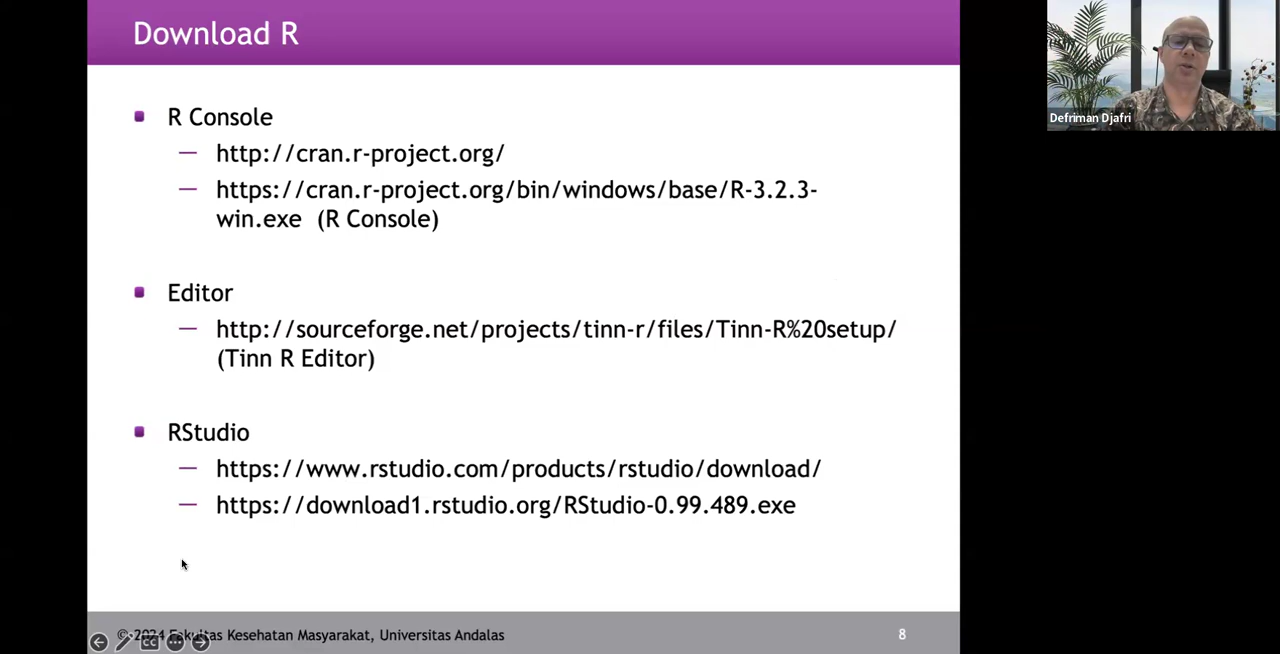 Download R
R Console
http://cran.r-project.org/
https://cran.r-project.org/bin/windows/base/R-3.2.3-
win.exe (R Console)
Editor
http://sourceforge.net/projects/tinn-r/files/Tinn-R%20setup/
(Tinn R Editor)
RStudio
https://www.rstudio.com/products/rstudio/download/
https://download1.rstudio.org/RStudio-0.99.489.exe
© 2024 Fakultas Kesehatan Masyarakat, Universitas Andalas
8
CC
Defriman Djafri